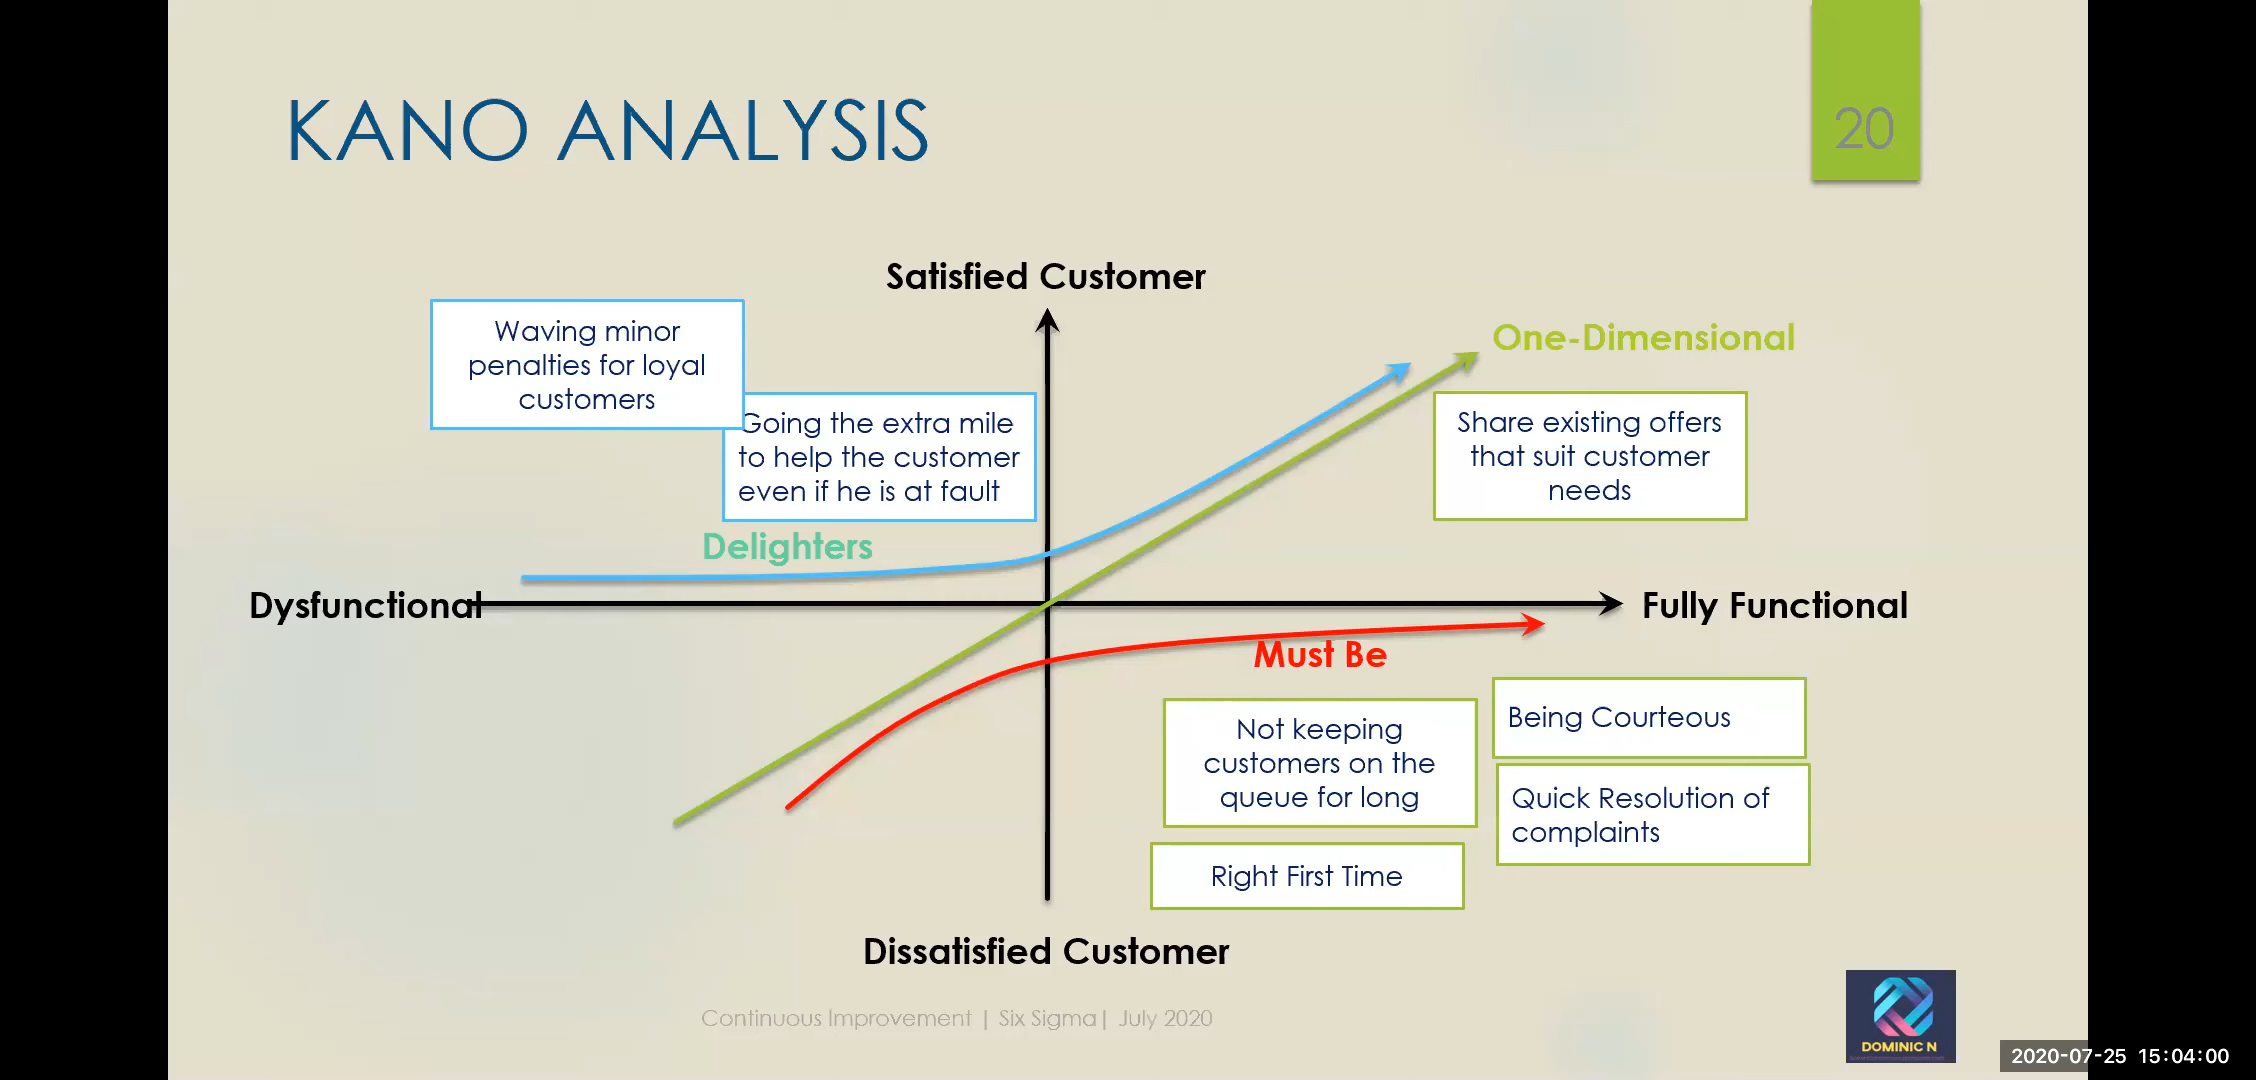 KANO ANALYSIS
20
Satisfied Customer
Waving minor
penalties for loyal
customers
Going the extra mile
to help the customer
even if he is at fault
One-Dimensional
Share existing offers
that suit customer
needs
Delighters
Dysfunctional
Fully Functional
Must Be
Not keeping
customers on the
queue for long
Being Courteous
Quick Resolution of
complaints
Right First Time
Dissatisfied Customer
Continuous Improvement | Six Sigma| July 2020
DOMINIC N
2020-07-25 15:04:00